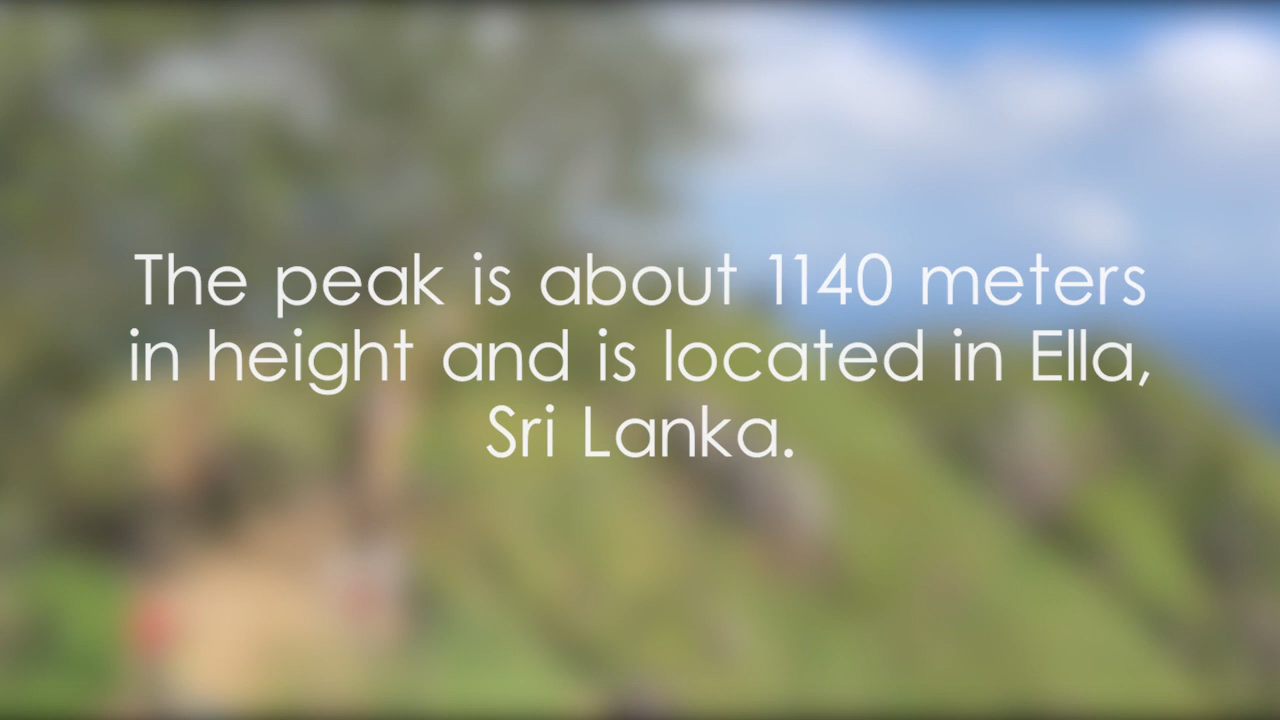 The peak is about 1140 meters
in height and is located in Ella,
Sri Lanka.